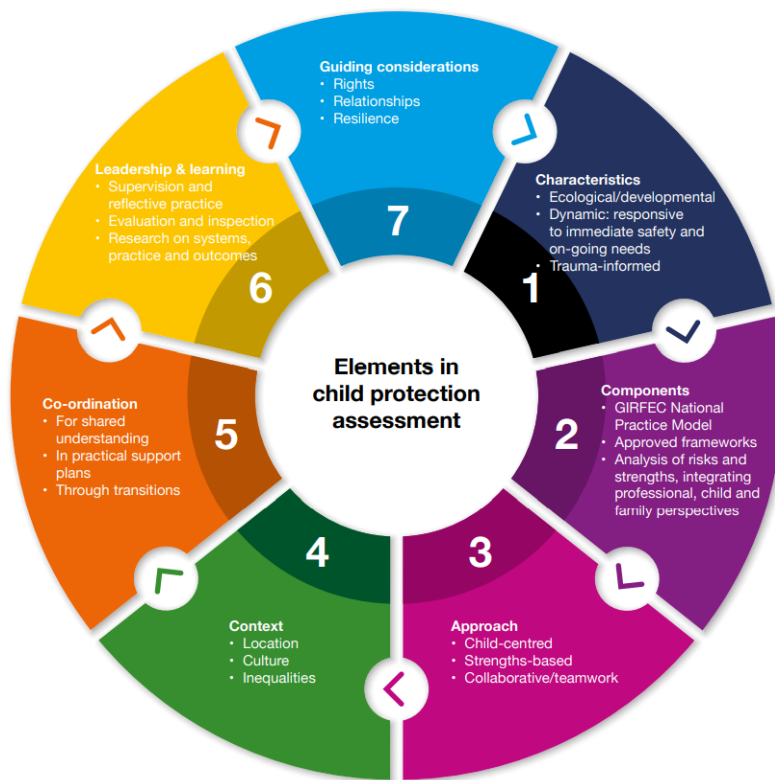 Elements in
child protection
assessment
1
Characteristics
• Ecological/developmental
• Dynamic: responsive
to immediate safety and
on-going needs
• Trauma-informed
2
Components
• GIRFEC National
Practice Model
• Approved frameworks
• Analysis of risks and
strengths, integrating
professional, child and
family perspectives
3
Approach
• Child-centred
• Strengths-based
• Collaborative/teamwork
4
Context
• Location
• Culture
• Inequalities
5
Co-ordination
• For shared
understanding
• In practical support
plans
• Through transitions
6
Leadership & learning
• Supervision and
reflective practice
• Evaluation and inspection
• Research on systems,
practice and outcomes
7
Guiding considerations
• Rights
• Relationships
• Resilience